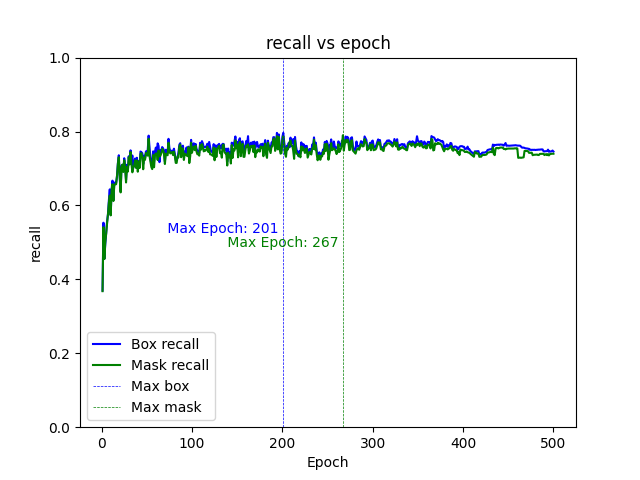 recall vs epoch
1.0
0.8
0.6
0.4
0.2
0.0
recall
Max Epoch: 201
Max Epoch: 267
Box recall
Mask recall
Max box
Max mask
0 100 200 300 400 500
Epoch